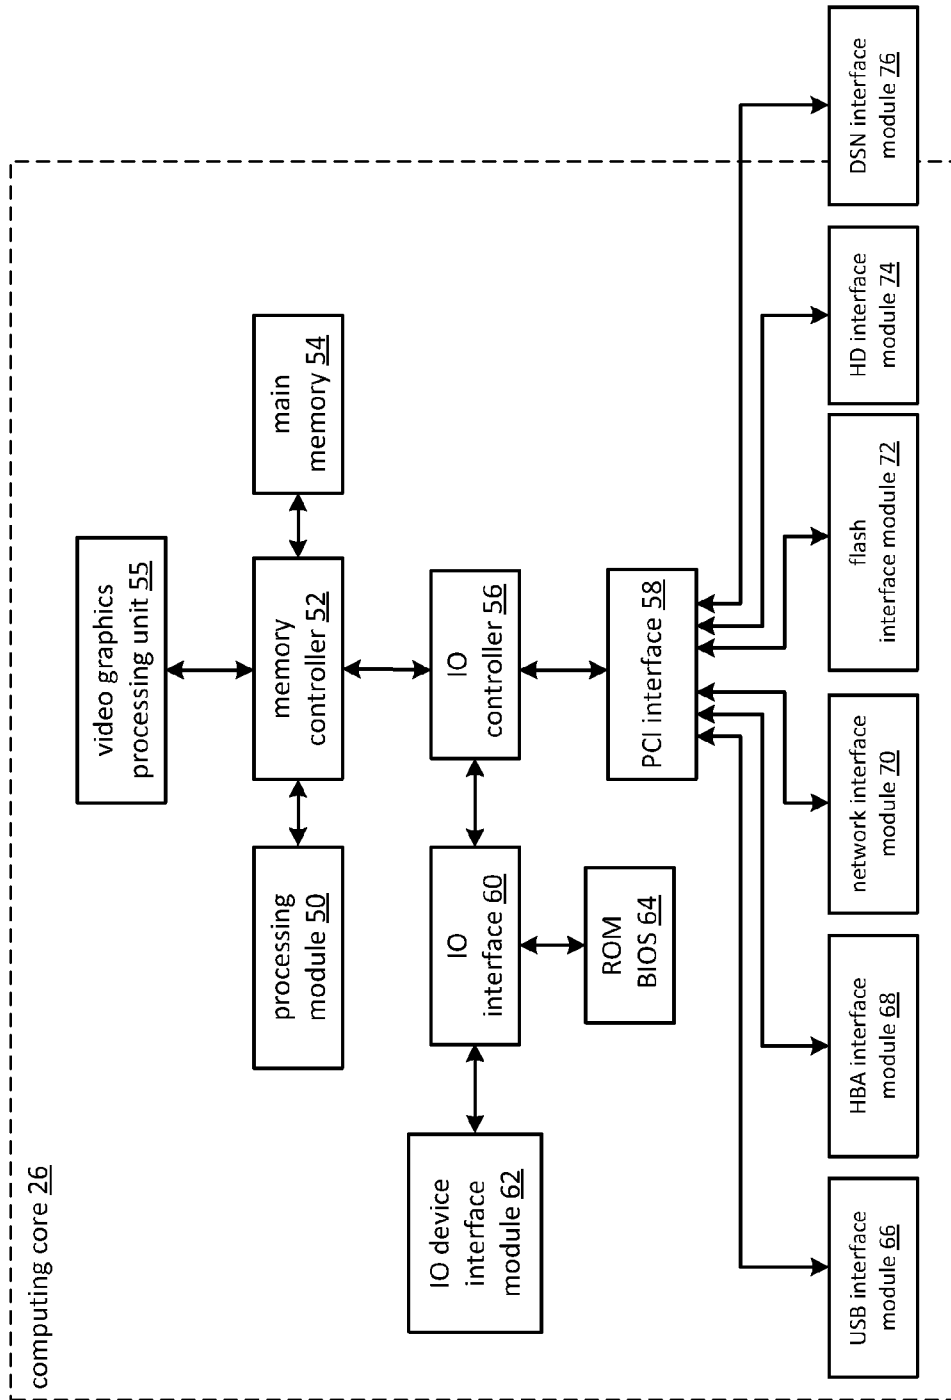 computing core 26
video graphics
processing unit 55
processing
module 50
memory
controller 52
main
memory 54
IO device
interface
module 62
IO
interface 60
IO
controller 56
ROM
BIOS 64
PCI interface 58
USB interface
module 66
HBA interface
module 68
network interface
module 70
flash
interface module 72
HD interface
module 74
DSN interface
module 76